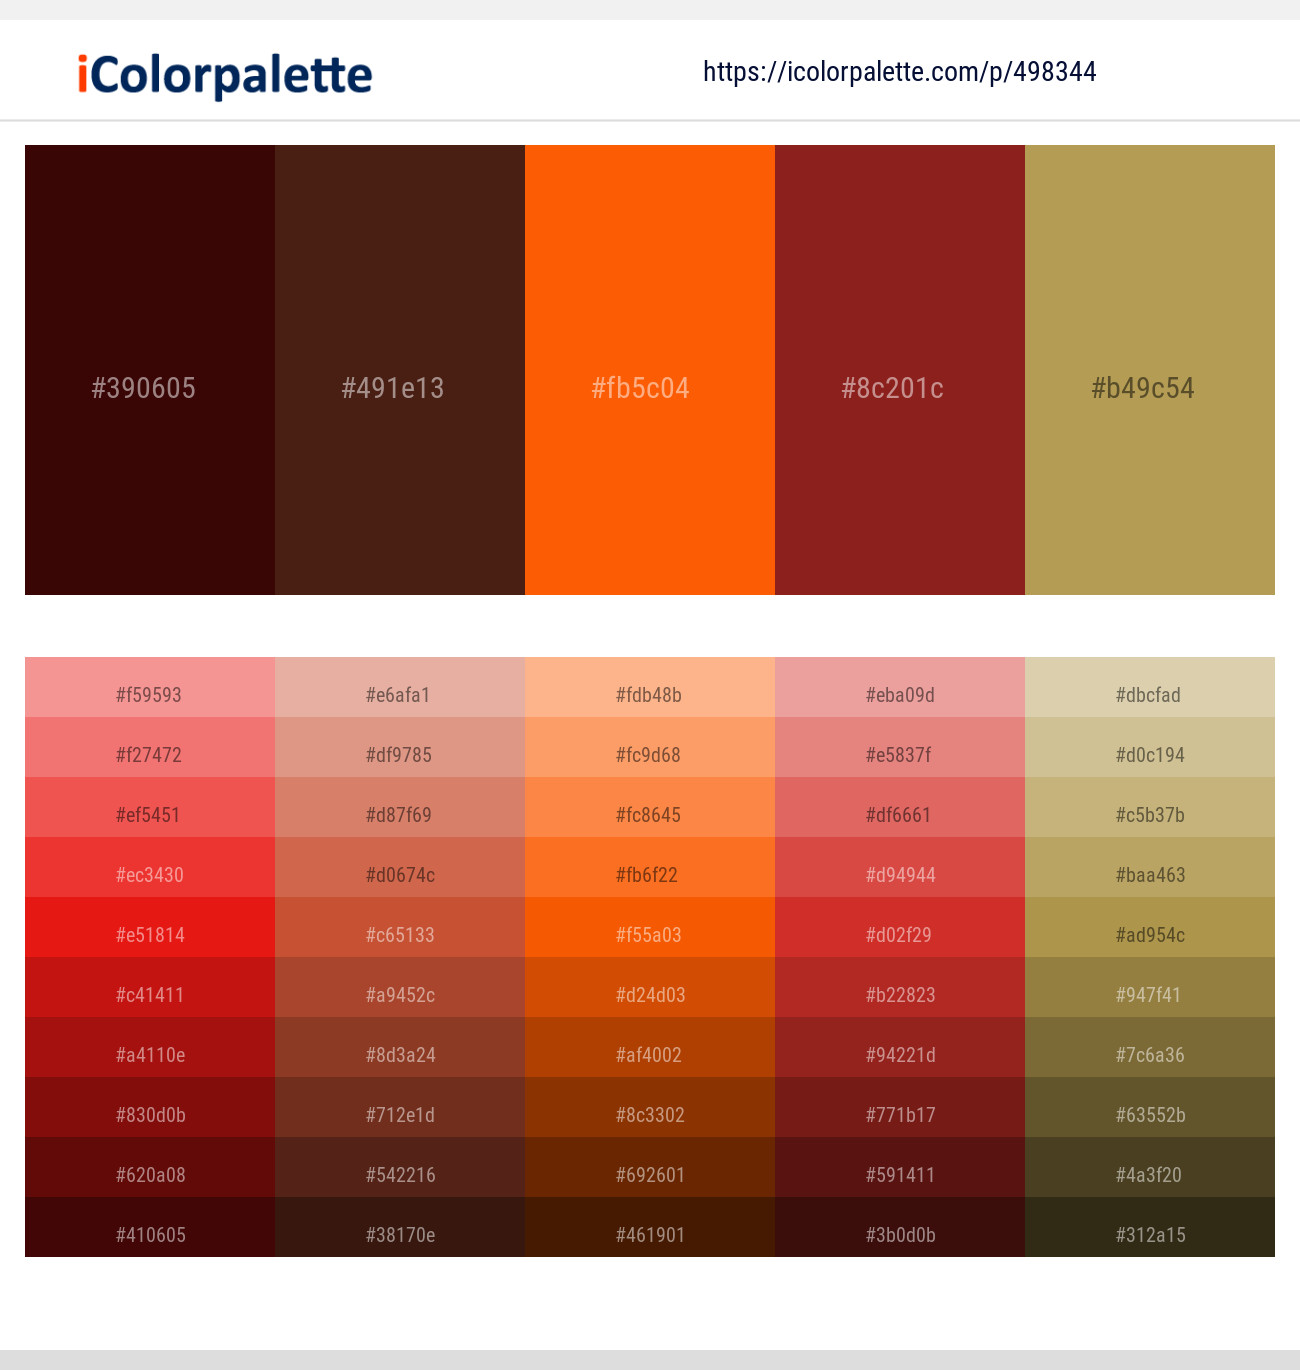 iColorpalette https://icolorpalette.com/p/498344
#390605 #491e13 #fb5c04 #8c201c #b49c54
#f59593 #e6afa1 #fdb48b #eba09d #dbcfad
#f27472 #df9785 #fc9d68 #e5837f #d0c194
#ef5451 #d87f69 #fc8645 #df6661 #c5b37b
#ec3430 #d0674c #fb6f22 #d94944 #baa463
#e51814 #c65133 #f55a03 #d02f29 #ad954c
#c41411 #a9452c #d24d03 #b22823 #947f41
#a4110e #8d3a24 #af4002 #94221d #7c6a36
#830d0b #712e1d #8c3302 #771b17 #63552b
#620a08 #542216 #692601 #591411 #4a3f20
#410605 #38170e #461901 #3b0d0b #312a15